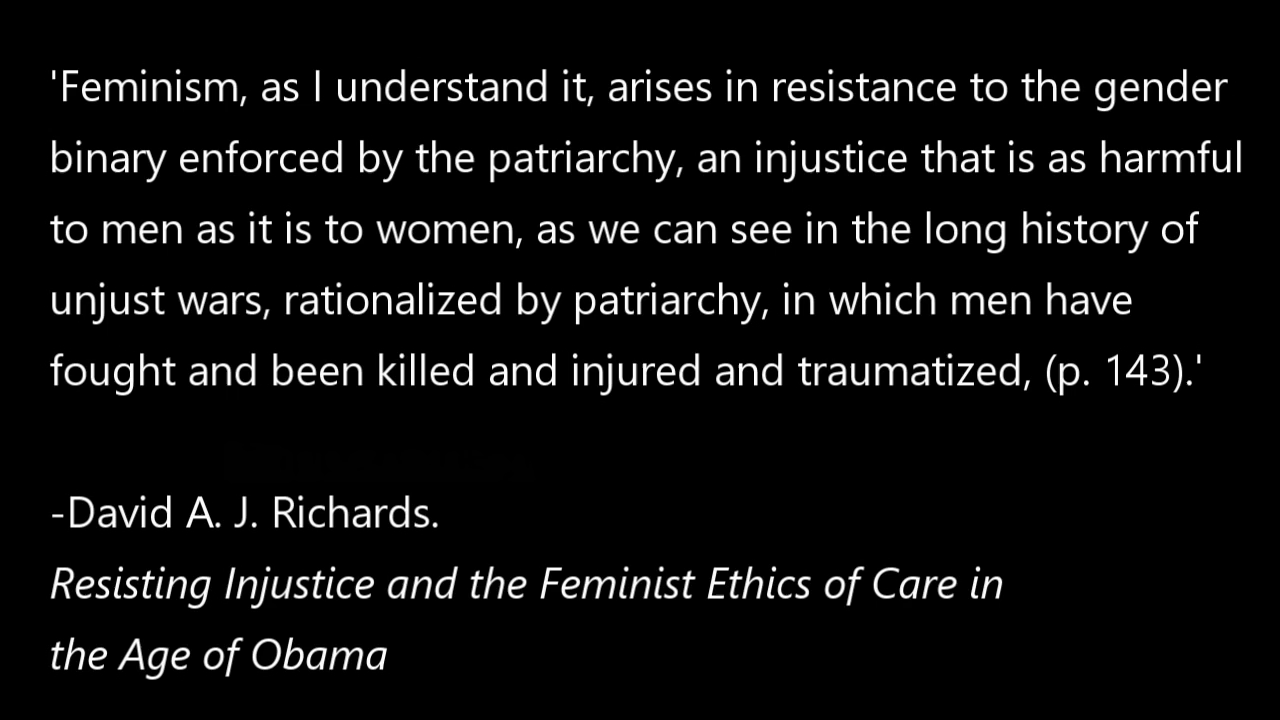 'Feminism, as I understand it, arises in resistance to the gender
binary enforced by the patriarchy, an injustice that is as harmful
to men as it is to women, as we can see in the long history of
unjust wars, rationalized by patriarchy, in which men have
fought and been killed and injured and traumatized, (p. 143).'
-David A. J. Richards.
Resisting Injustice and the Feminist Ethics of Care in
the Age of Obama